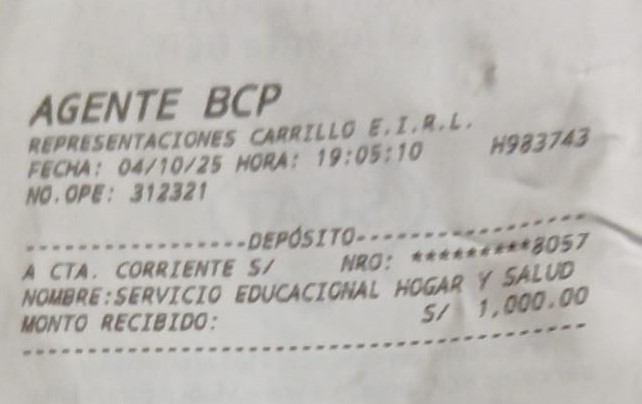 AGENTE BCP
REPRESENTACIONES CARRILLO E.I.R.L.
FECHA: 04/10/25 HORA: 19:05:10 H983743
NO.OPE: 312321
-----------------DEPÓSITO-----------------
A CTA. CORRIENTE S/ NRO: **********8057
NOMBRE:SERVICIO EDUCACIONAL HOGAR Y SALUD
MONTO RECIBIDO: S/ 1,000.00
------------------------------------------